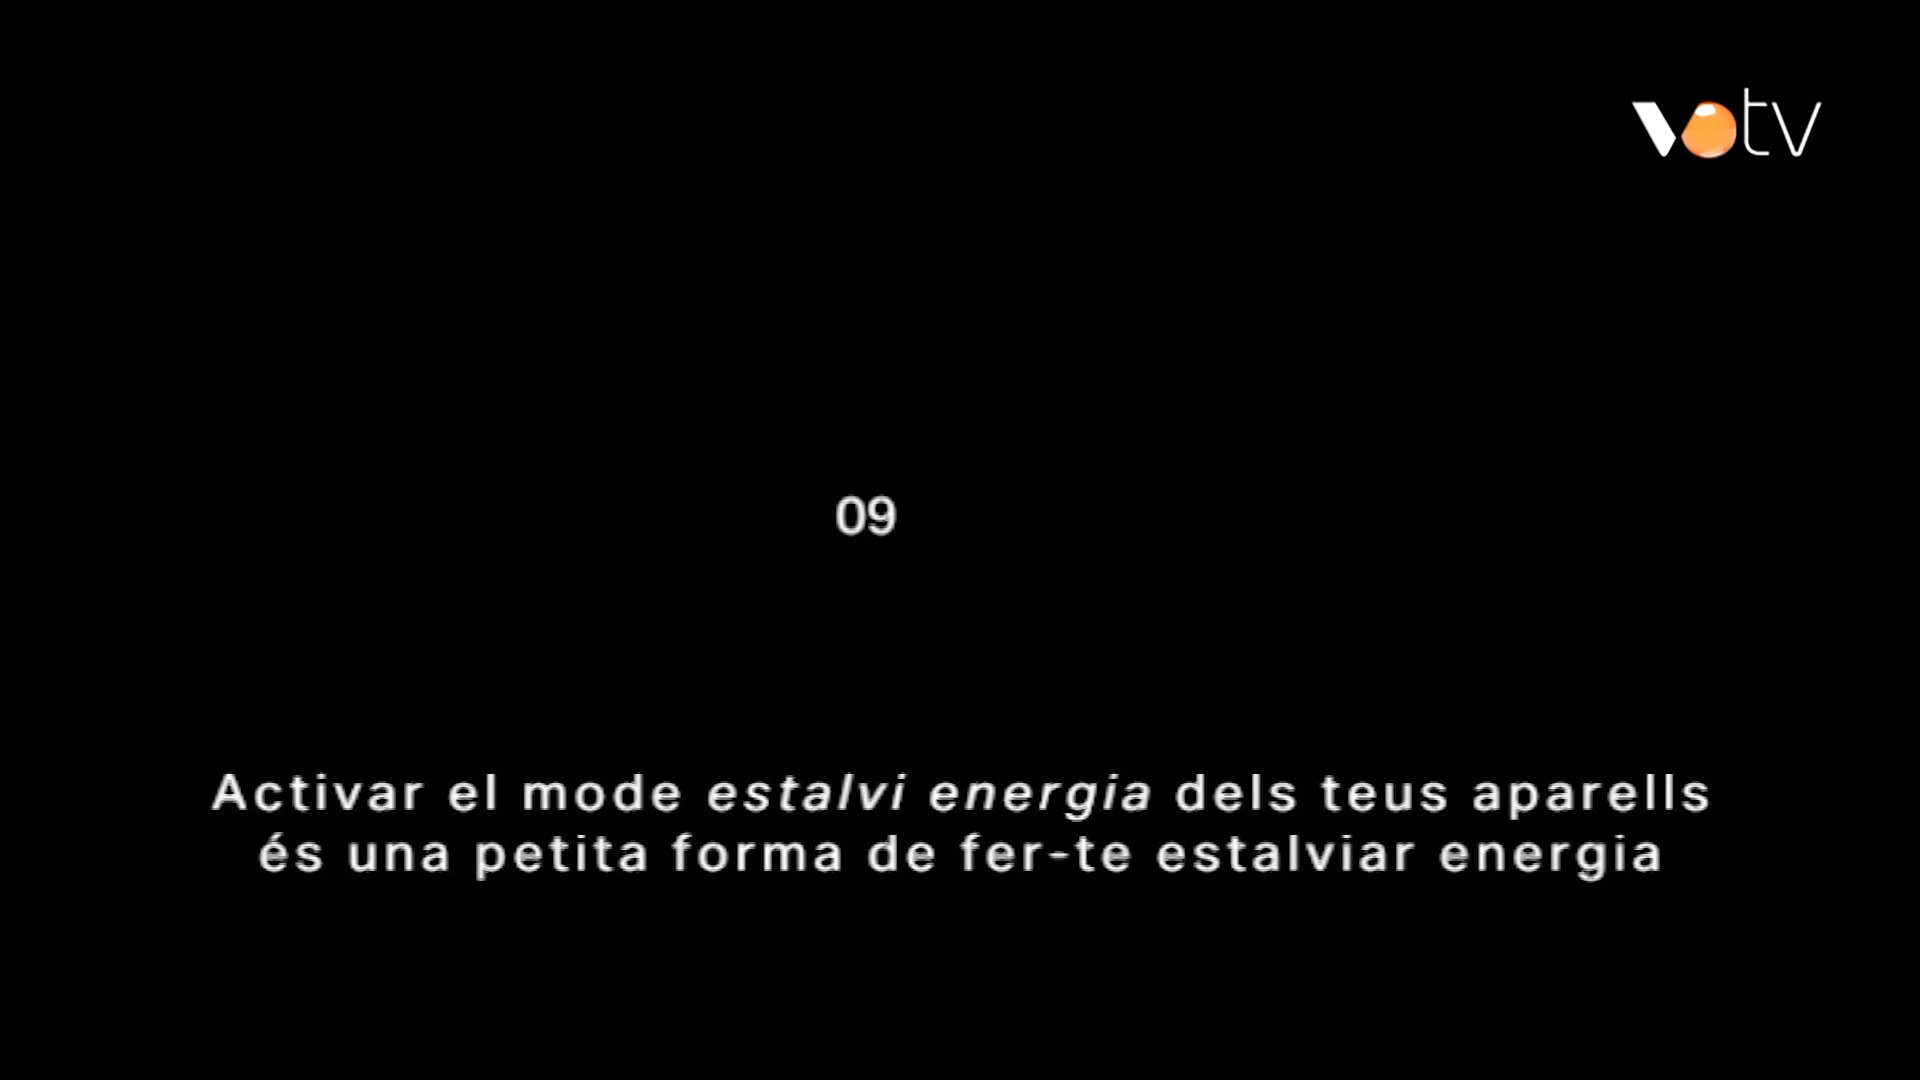 votv
09
Activar el mode estalvi energia dels teus aparells
és una petita forma de fer-te estalviar energia